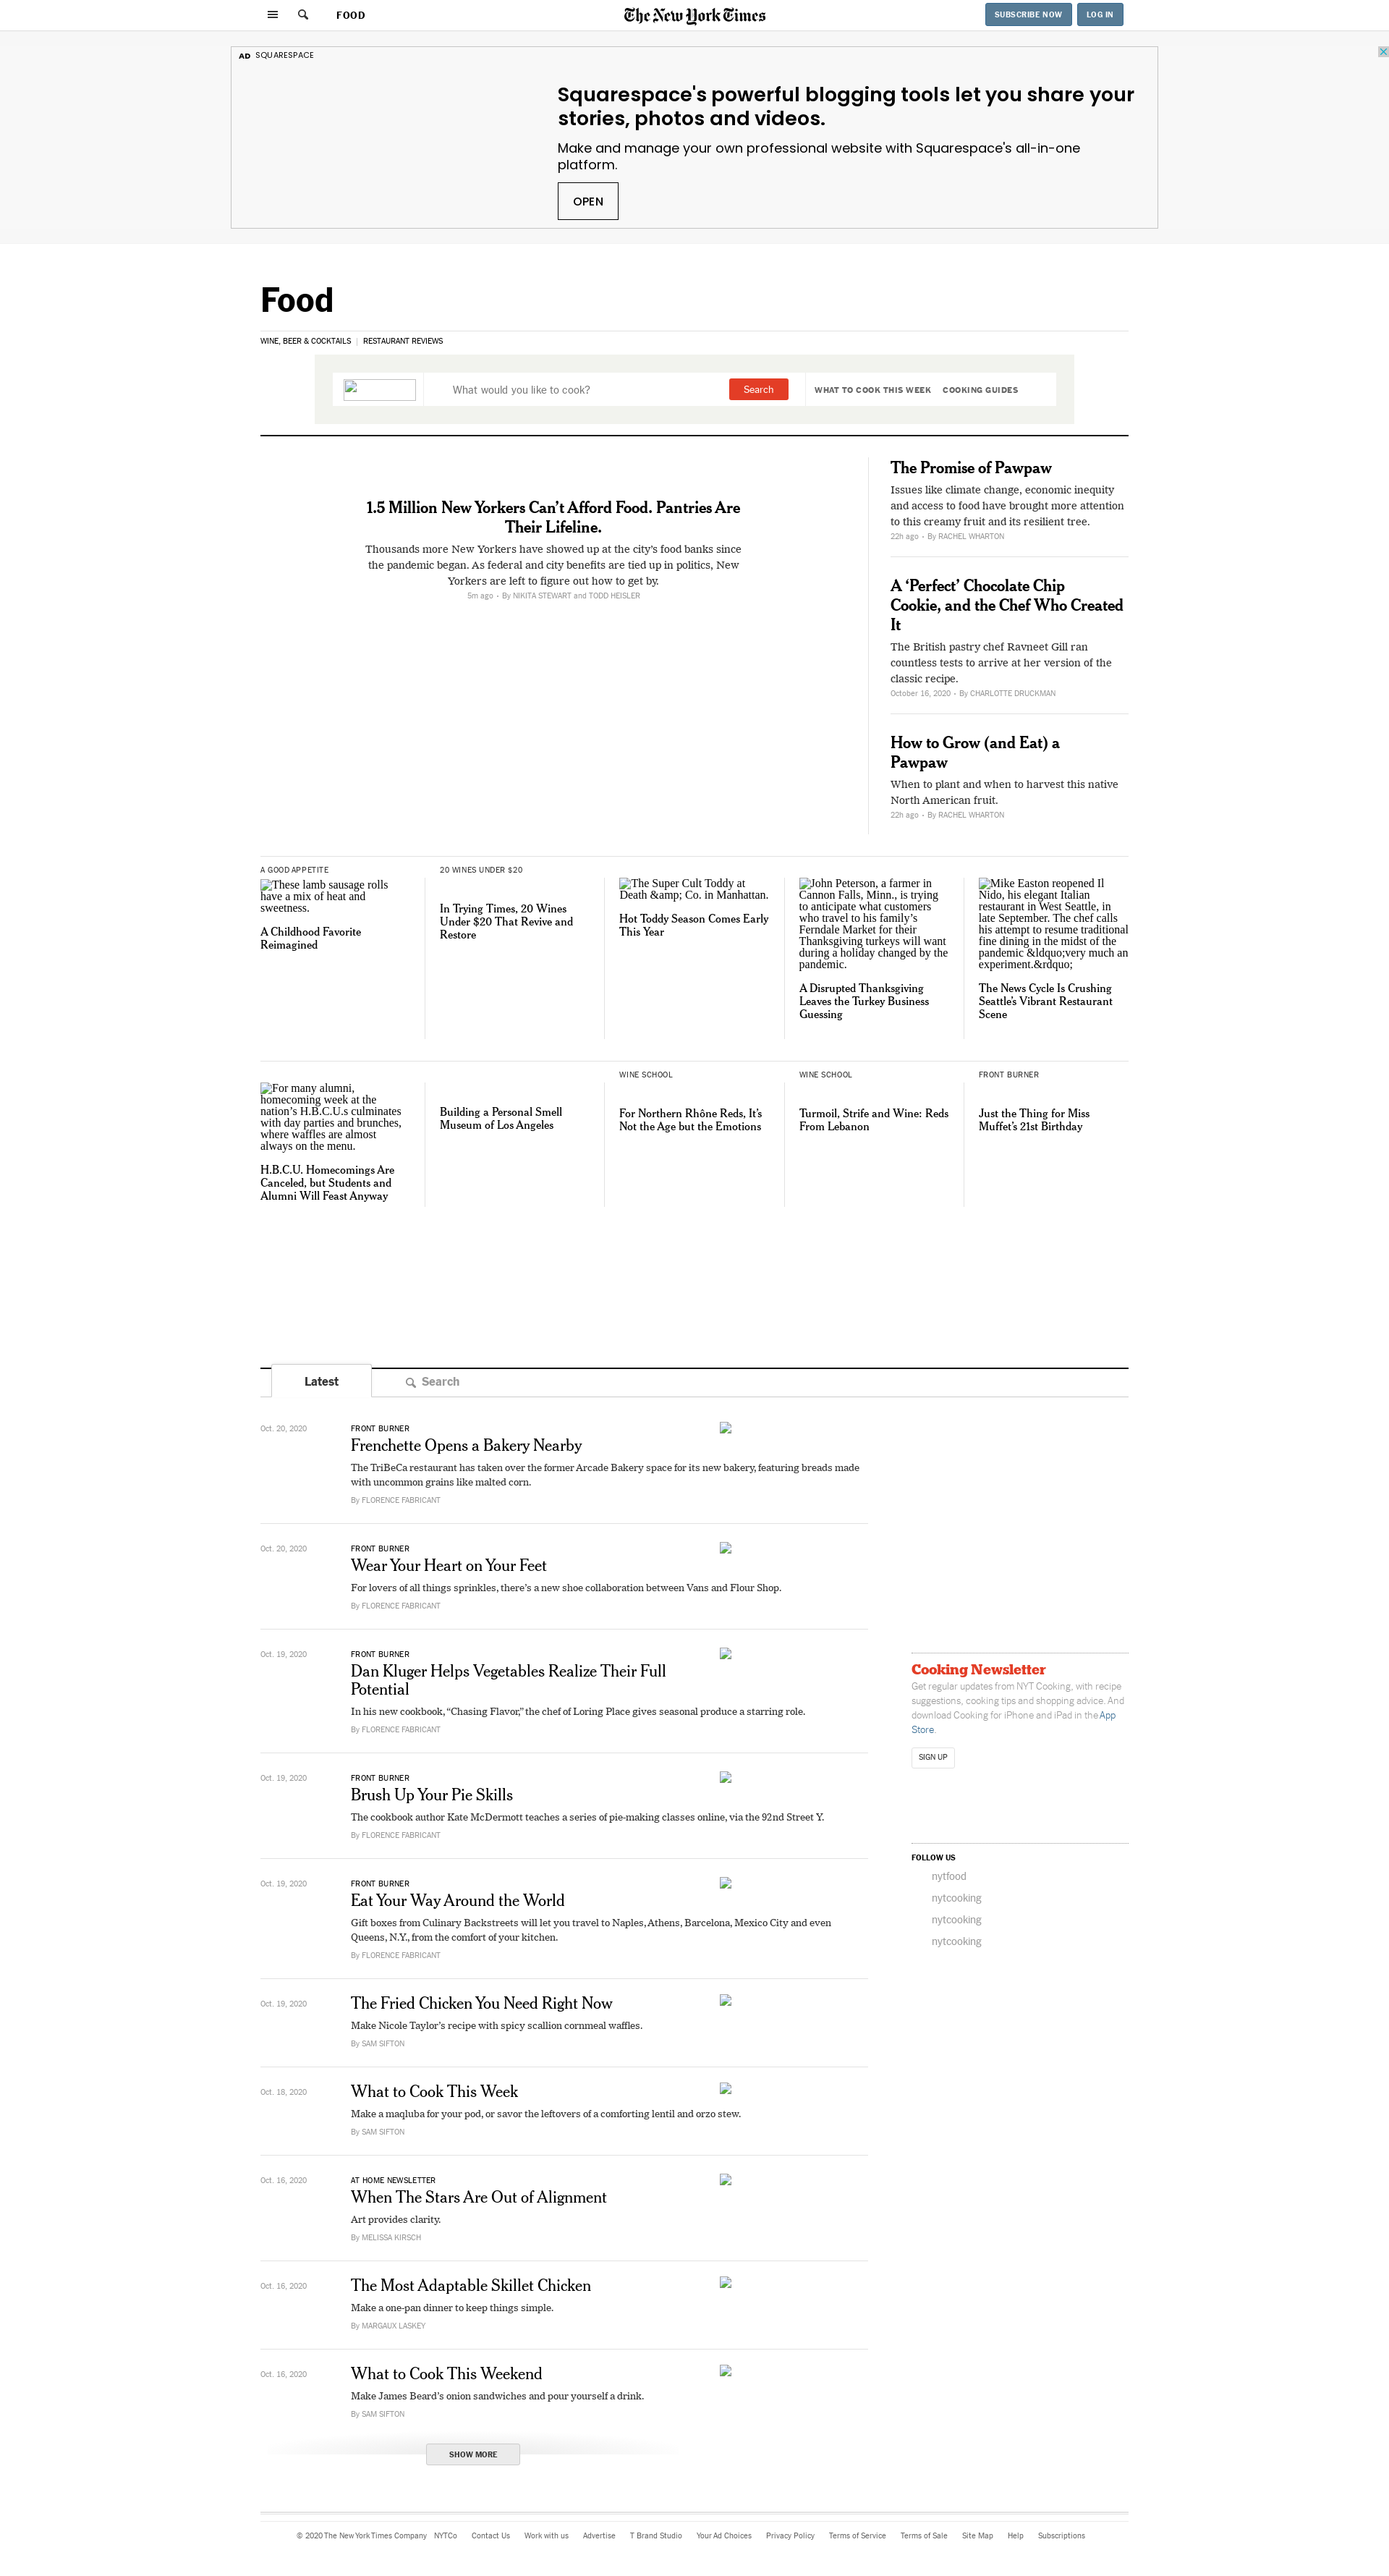 FOOD
The New York Times
SUBSCRIBE NOW
LOG IN
AD SQUARESPACE
Squarespace's powerful blogging tools let you share your
stories, photos and videos.
Make and manage your own professional website with Squarespace's all-in-one
platform.
OPEN
Food
WINE, BEER & COCKTAILS | RESTAURANT REVIEWS
What would you like to cook?
Search
WHAT TO COOK THIS WEEK
COOKING GUIDES
1.5 Million New Yorkers Can’t Afford Food. Pantries Are
Their Lifeline.
Thousands more New Yorkers have showed up at the city’s food banks since
the pandemic began. As federal and city benefits are tied up in politics, New
Yorkers are left to figure out how to get by.
5m ago • By NIKITA STEWART and TODD HEISLER
The Promise of Pawpaw
Issues like climate change, economic inequity
and access to food have brought more attention
to this creamy fruit and its resilient tree.
22h ago • By RACHEL WHARTON
A ‘Perfect’ Chocolate Chip
Cookie, and the Chef Who Created
It
The British pastry chef Ravneet Gill ran
countless tests to arrive at her version of the
classic recipe.
October 16, 2020 • By CHARLOTTE DRUCKMAN
How to Grow (and Eat) a
Pawpaw
When to plant and when to harvest this native
North American fruit.
22h ago • By RACHEL WHARTON
A GOOD APPETITE
These lamb sausage rolls
have a mix of heat and
sweetness.
A Childhood Favorite
Reimagined
20 WINES UNDER $20
In Trying Times, 20 Wines
Under $20 That Revive and
Restore
The Super Cult Toddy at
Death &amp; Co. in Manhattan.
Hot Toddy Season Comes Early
This Year
John Peterson, a farmer in
Cannon Falls, Minn., is trying
to anticipate what customers
who travel to his family’s
Ferndale Market for their
Thanksgiving turkeys will want
during a holiday changed by the
pandemic.
A Disrupted Thanksgiving
Leaves the Turkey Business
Guessing
Mike Easton reopened Il
Nido, his elegant Italian
restaurant in West Seattle, in
late September. The chef calls
his attempt to resume traditional
fine dining in the midst of the
pandemic &ldquo;very much an
experiment.&rdquo;
The News Cycle Is Crushing
Seattle’s Vibrant Restaurant
Scene
For many alumni,
homecoming week at the
nation’s H.B.C.U.s culminates
with day parties and brunches,
where waffles are almost
always on the menu.
H.B.C.U. Homecomings Are
Canceled, but Students and
Alumni Will Feast Anyway
Building a Personal Smell
Museum of Los Angeles
WINE SCHOOL
For Northern Rhône Reds, It’s
Not the Age but the Emotions
WINE SCHOOL
Turmoil, Strife and Wine: Reds
From Lebanon
FRONT BURNER
Just the Thing for Miss
Muffet’s 21st Birthday
Latest
Search
Oct. 20, 2020
FRONT BURNER
Frenchette Opens a Bakery Nearby
The TriBeCa restaurant has taken over the former Arcade Bakery space for its new bakery, featuring breads made
with uncommon grains like malted corn.
By FLORENCE FABRICANT
Oct. 20, 2020
FRONT BURNER
Wear Your Heart on Your Feet
For lovers of all things sprinkles, there’s a new shoe collaboration between Vans and Flour Shop.
By FLORENCE FABRICANT
Oct. 19, 2020
FRONT BURNER
Dan Kluger Helps Vegetables Realize Their Full
Potential
In his new cookbook, “Chasing Flavor,” the chef of Loring Place gives seasonal produce a starring role.
By FLORENCE FABRICANT
Oct. 19, 2020
FRONT BURNER
Brush Up Your Pie Skills
The cookbook author Kate McDermott teaches a series of pie-making classes online, via the 92nd Street Y.
By FLORENCE FABRICANT
Oct. 19, 2020
FRONT BURNER
Eat Your Way Around the World
Gift boxes from Culinary Backstreets will let you travel to Naples, Athens, Barcelona, Mexico City and even
Queens, N.Y., from the comfort of your kitchen.
By FLORENCE FABRICANT
Oct. 19, 2020
The Fried Chicken You Need Right Now
Make Nicole Taylor’s recipe with spicy scallion cornmeal waffles.
By SAM SIFTON
Oct. 18, 2020
What to Cook This Week
Make a maqluba for your pod, or savor the leftovers of a comforting lentil and orzo stew.
By SAM SIFTON
Oct. 16, 2020
AT HOME NEWSLETTER
When The Stars Are Out of Alignment
Art provides clarity.
By MELISSA KIRSCH
Oct. 16, 2020
The Most Adaptable Skillet Chicken
Make a one-pan dinner to keep things simple.
By MARGAUX LASKEY
Oct. 16, 2020
What to Cook This Weekend
Make James Beard’s onion sandwiches and pour yourself a drink.
By SAM SIFTON
SHOW MORE
Cooking Newsletter
Get regular updates from NYT Cooking, with recipe
suggestions, cooking tips and shopping advice. And
download Cooking for iPhone and iPad in the App
Store.
SIGN UP
FOLLOW US
nytfood
nytcooking
nytcooking
nytcooking
© 2020 The New York Times Company NYTCo Contact Us Work with us Advertise T Brand Studio Your Ad Choices Privacy Policy Terms of Service Terms of Sale Site Map Help Subscriptions